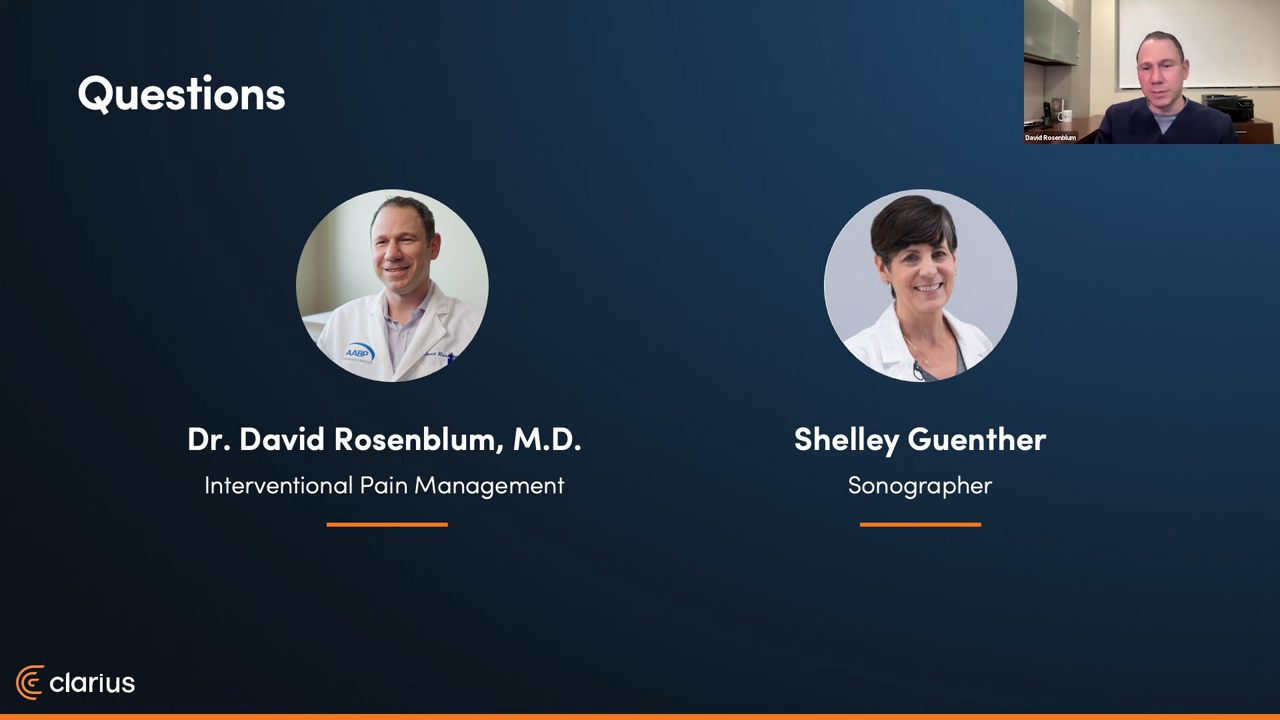 Questions
David Rosenblum
AABP
Dr. David Rosenblum, M.D.
Interventional Pain Management
Shelley Guenther
Sonographer
clarius